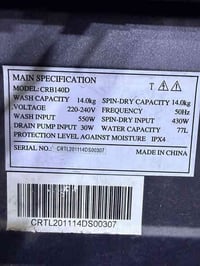 MAIN SPECIFICATION
MODEL: CRB140D
WASH CAPACITY 14.0kg SPIN-DRY CAPACITY 14.0kg
VOLTAGE 220-240V FREQUENCY 50Hz
WASH INPUT 550W SPIN-DRY INPUT 430W
DRAIN PUMP INPUT 30W WATER CAPACITY 77L
PROTECTION LEVEL AGAINST MOISTURE IPX4
SERIAL NO.: CRTL201114DS00307 MADE IN CHINA
CRTL201114DS00307